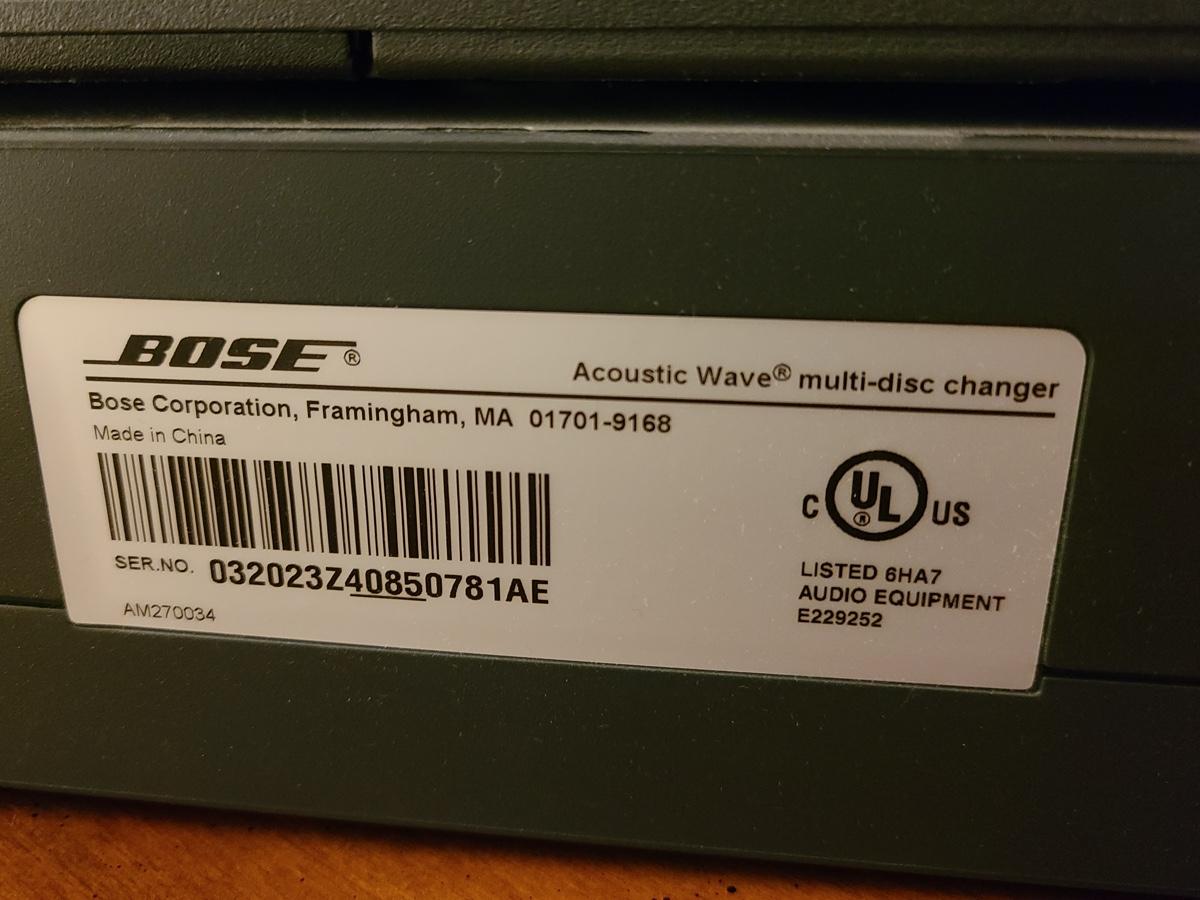 BOSE®
Acoustic Wave® multi-disc changer
Bose Corporation, Framingham, MA 01701-9168
Made in China
SER.NO. 032023Z40850781AE
AM270034
C UL® US
LISTED 6HA7
AUDIO EQUIPMENT
E229252